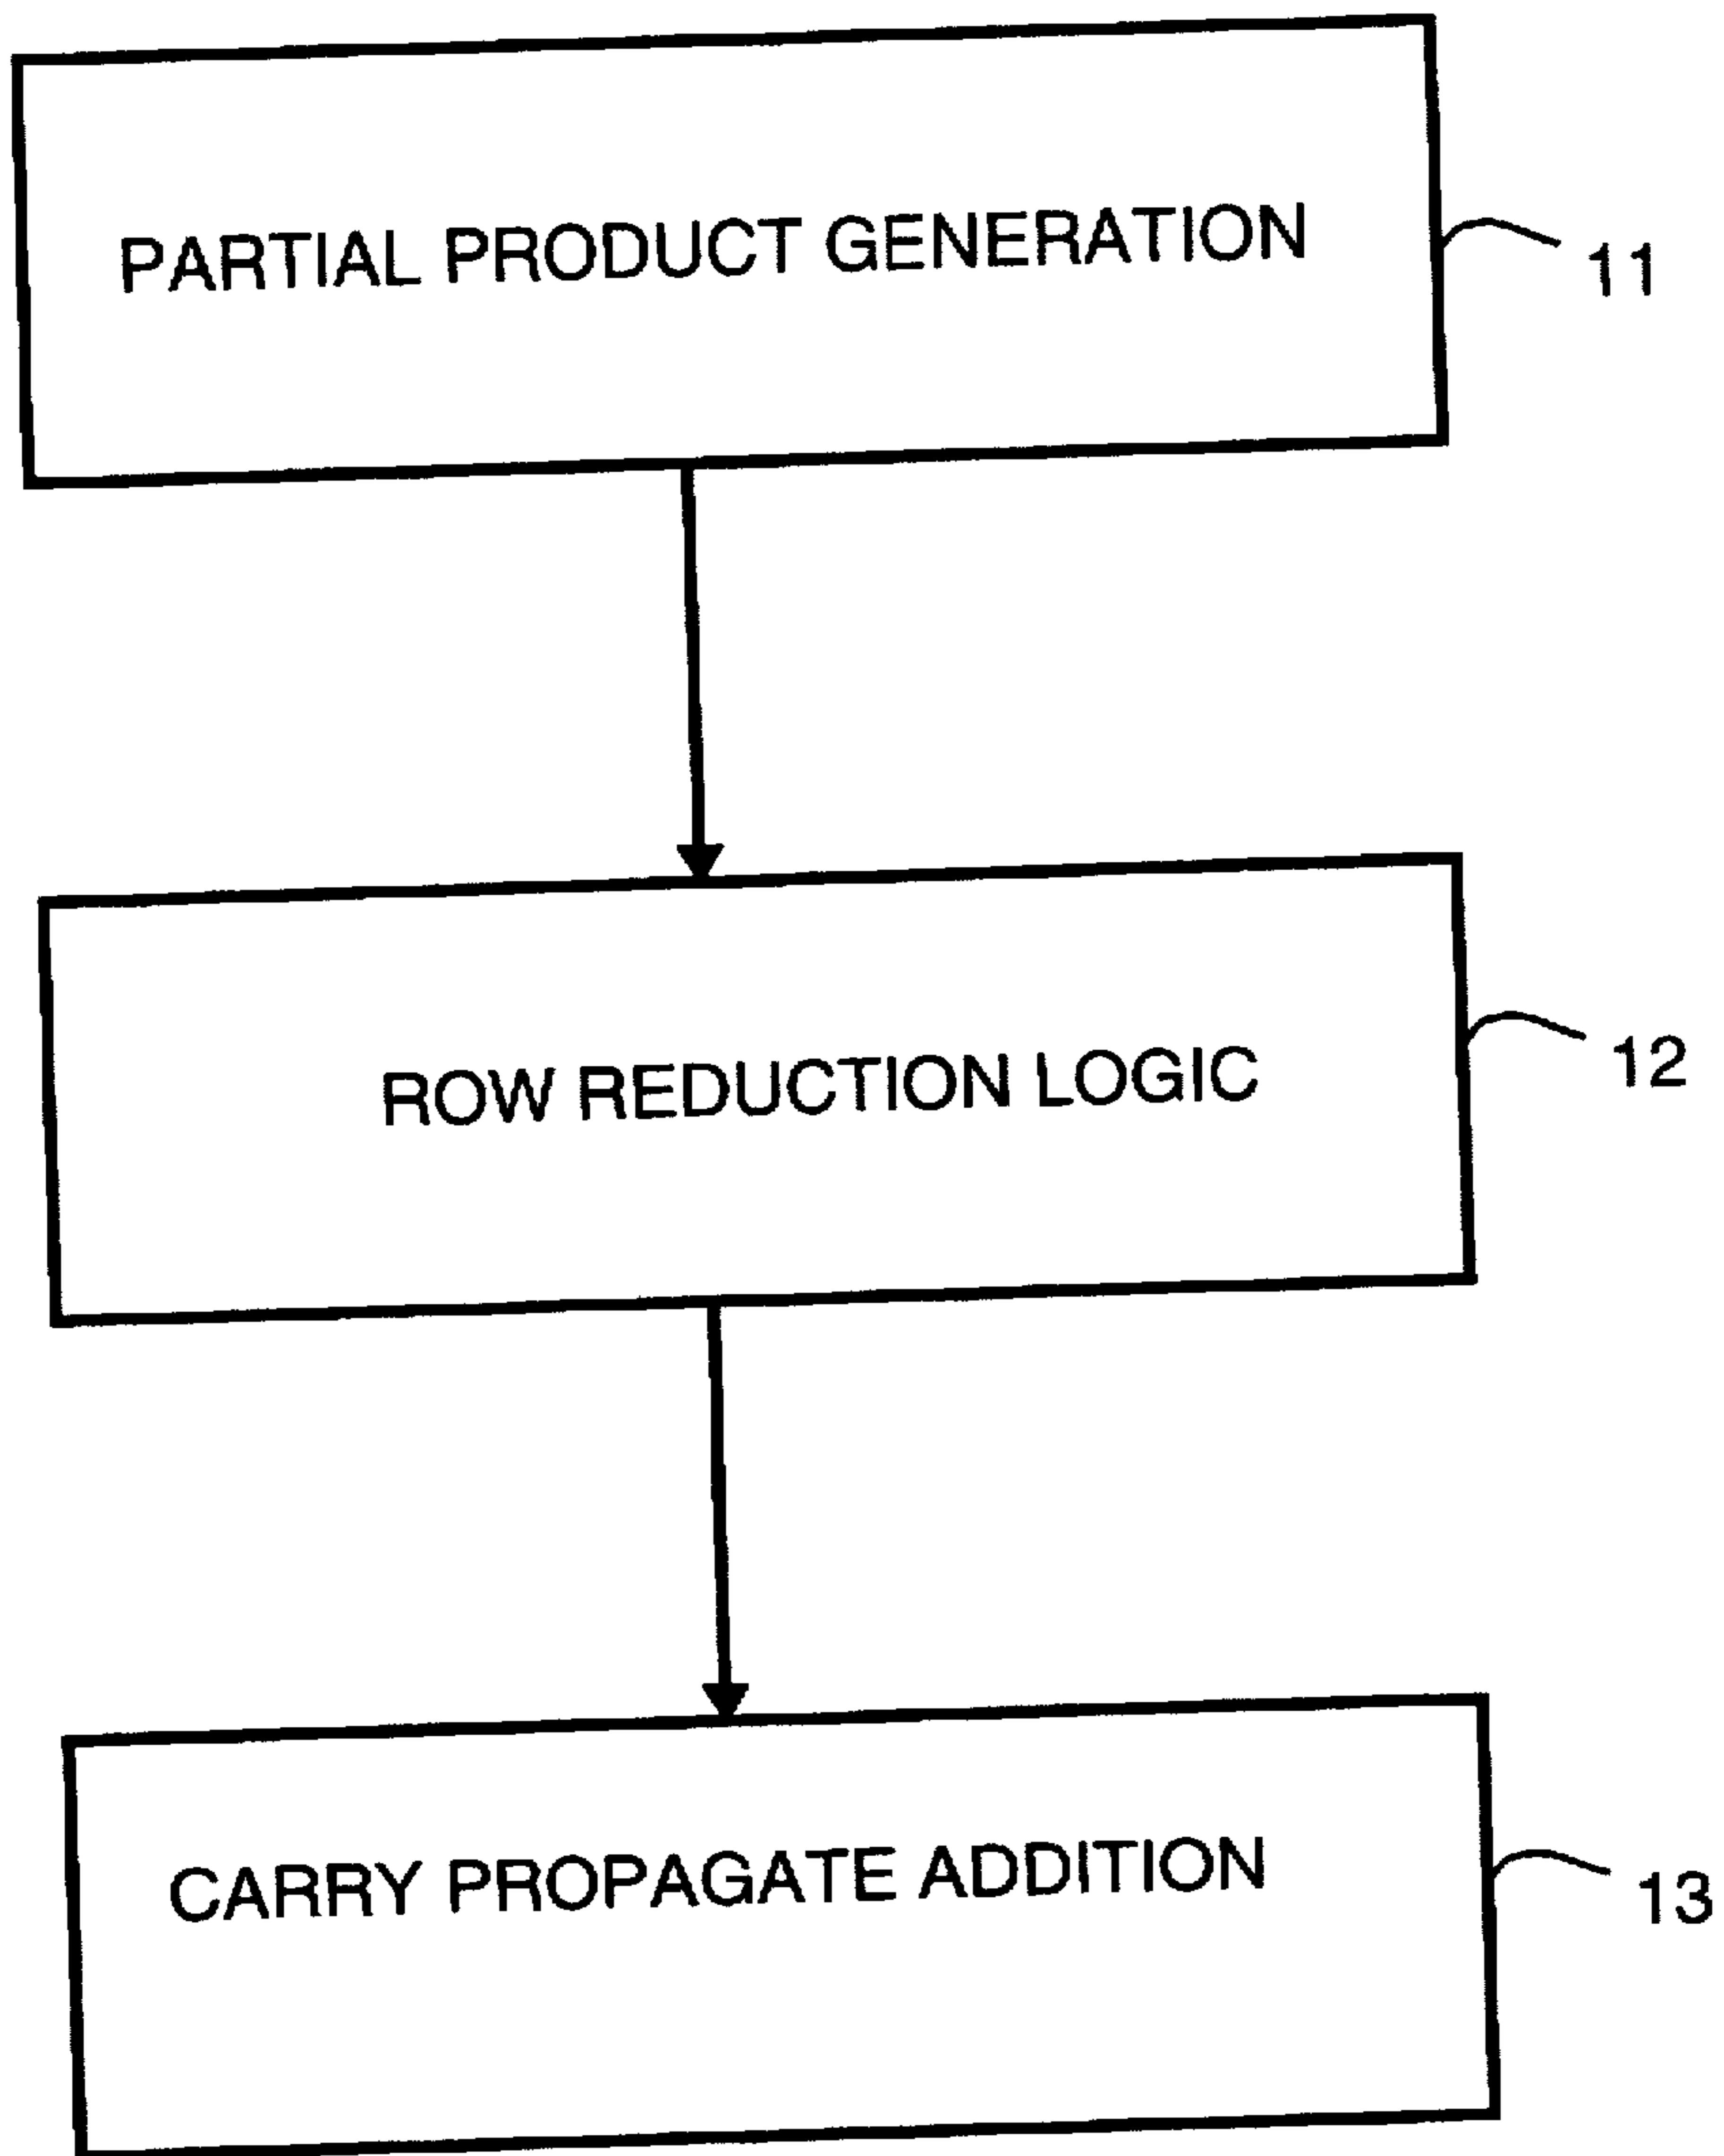 PARTIAL PRODUCT GENERATION
11
ROW REDUCTION LOGIC
12
CARRY PROPAGATE ADDITION
13